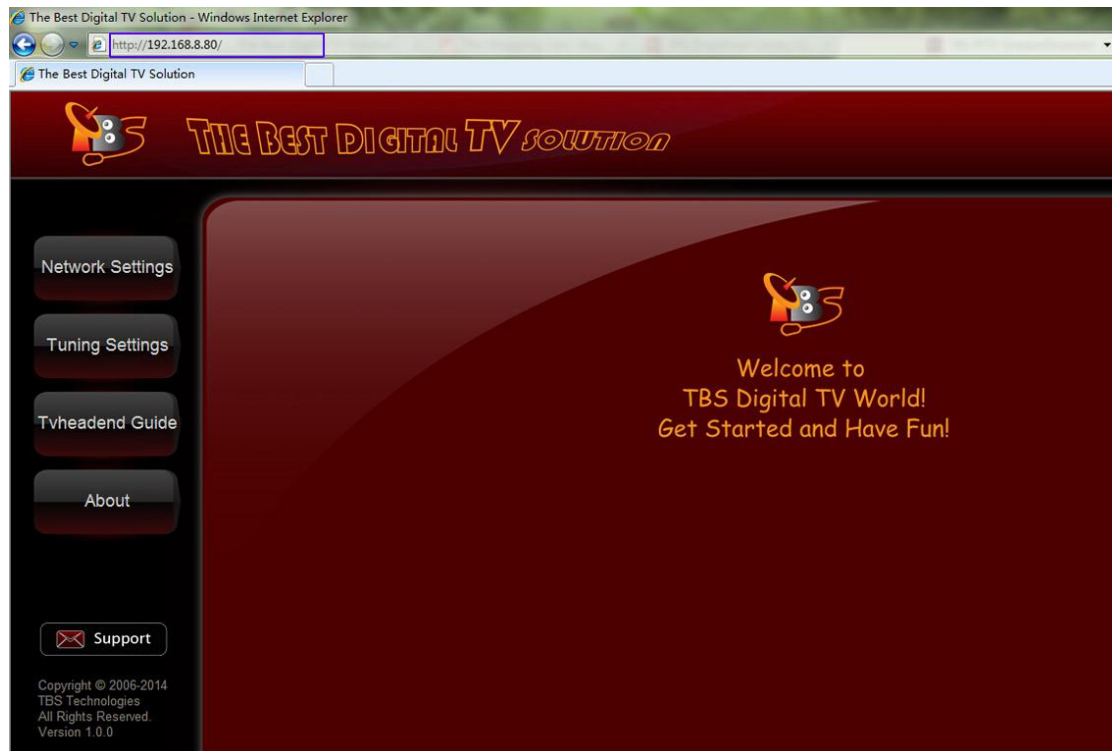 The Best Digital TV Solution - Windows Internet Explorer
http://192.168.8.80/
The Best Digital TV Solution
TBS THE BEST DIGITAL TV SOLUTION
Network Settings
Tuning Settings
Tvheadend Guide
About
TBS
Welcome to
TBS Digital TV World!
Get Started and Have Fun!
Support
Copyright © 2006-2014
TBS Technologies
All Rights Reserved.
Version 1.0.0